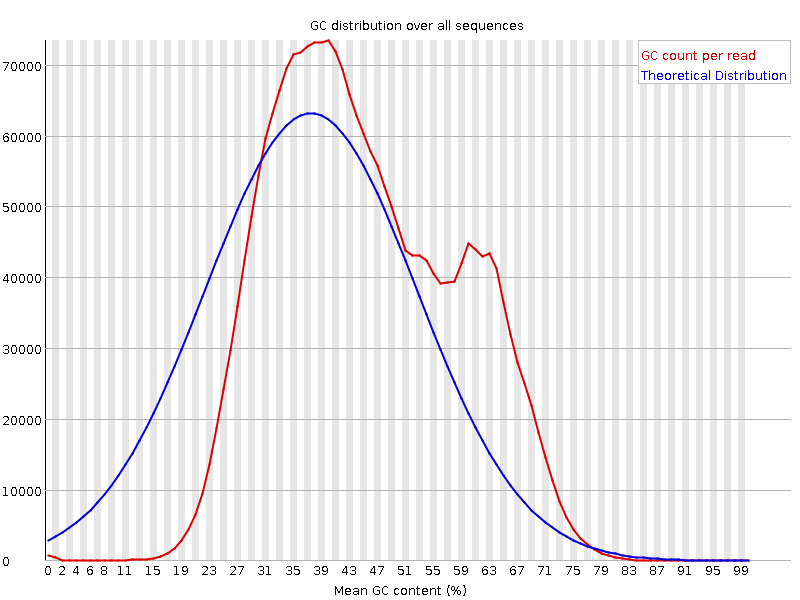 GC distribution over all sequences
GC count per read
Theoretical Distribution
70000
60000
50000
40000
30000
20000
10000
0
0 2 4 6 8 11 15 19 23 27 31 35 39 43 47 51 55 59 63 67 71 75 79 83 87 91 95 99
Mean GC content (%)